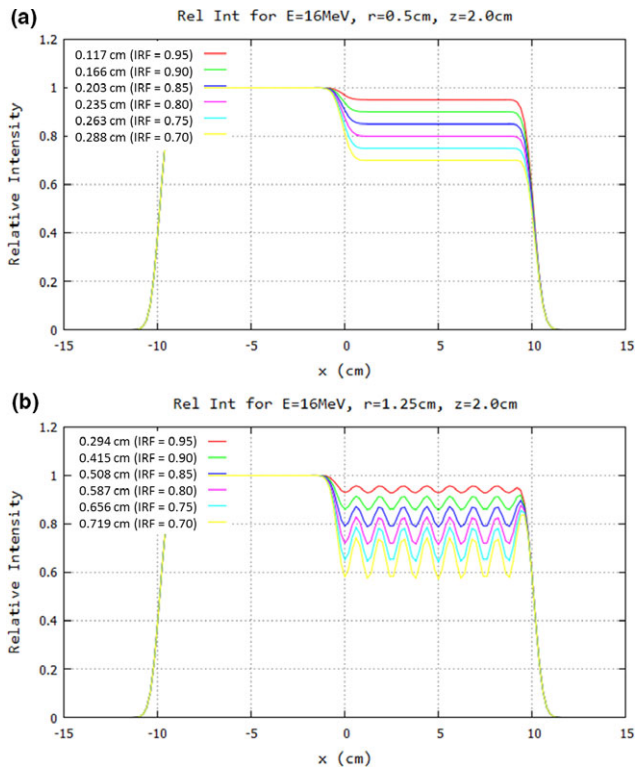 (a)
Rel Int for E=16MeV, r=0.5cm, z=2.0cm
1.2
0.117 cm (IRF = 0.95)
0.166 cm (IRF = 0.90)
1
0.203 cm (IRF = 0.85)
0.235 cm (IRF = 0.80)
0.8
0.263 cm (IRF = 0.75)
0.288 cm (IRF = 0.70)
Relative Intensity
0.6
0.4
0.2
0
-15 -10 -5 0 5 10 15
x (cm)
(b)
Rel Int for E=16MeV, r=1.25cm, z=2.0cm
1.2
0.294 cm (IRF = 0.95)
0.415 cm (IRF = 0.90)
1
0.508 cm (IRF = 0.85)
0.587 cm (IRF = 0.80)
0.8
0.656 cm (IRF = 0.75)
0.719 cm (IRF = 0.70)
Relative Intensity
0.6
0.4
0.2
0
-15 -10 -5 0 5 10 15
x (cm)